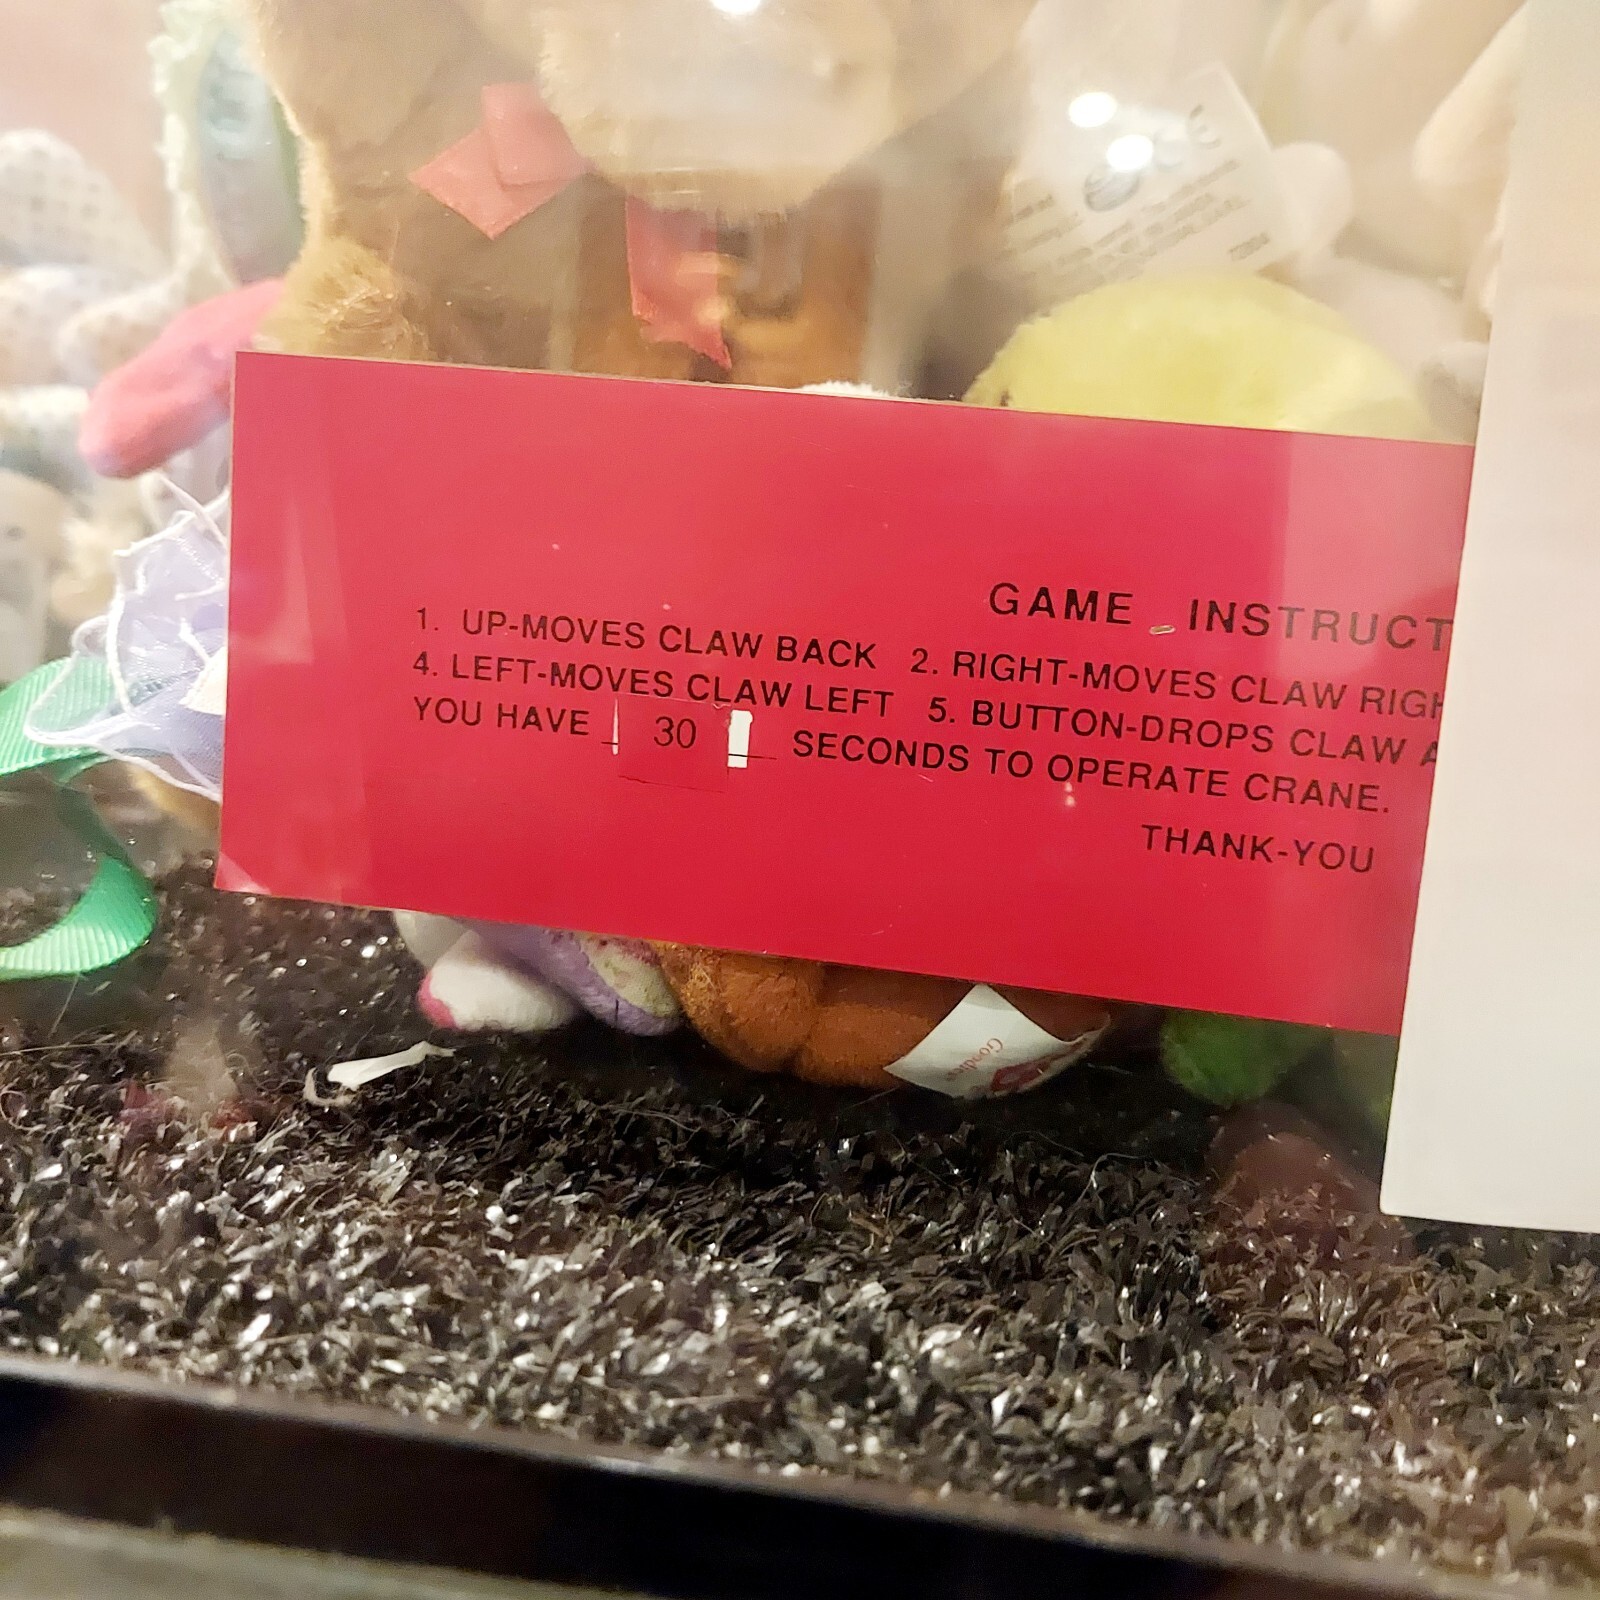 GAME INSTRUCT
1. UP-MOVES CLAW BACK 2. RIGHT-MOVES CLAW RIGH
4. LEFT-MOVES CLAW LEFT 5. BUTTON-DROPS CLAW A
YOU HAVE 30 SECONDS TO OPERATE CRANE.
THANK-YOU
Goodies